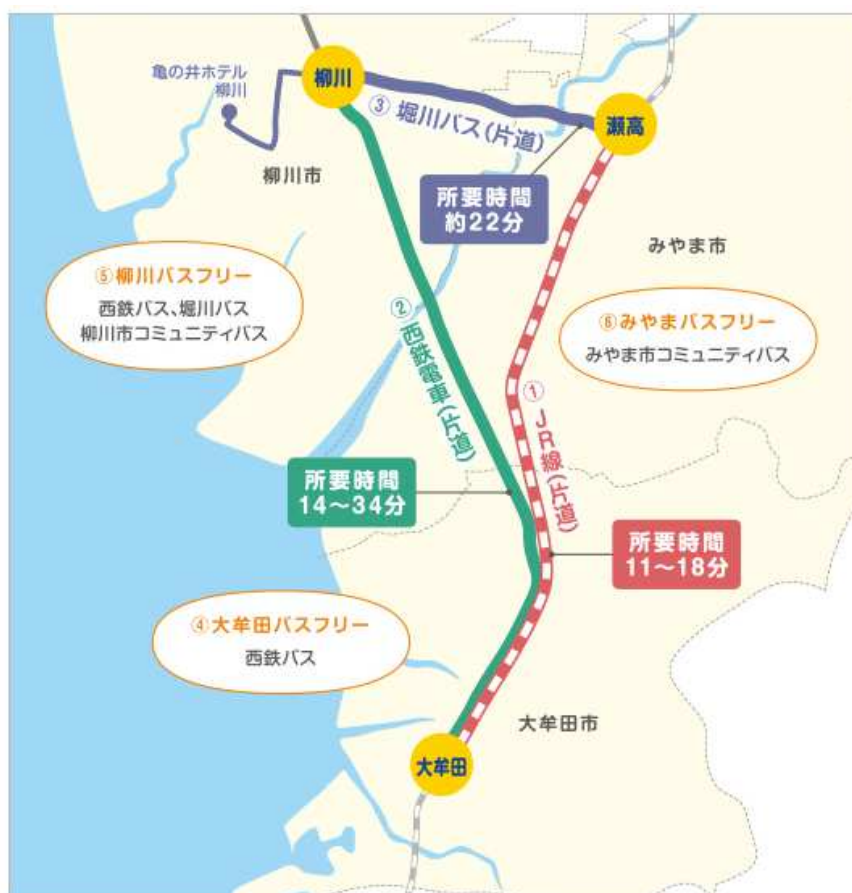 亀の井ホテル
柳川
柳川
③ 堀川バス(片道)
瀬高
柳川市
所要時間
約22分
みやま市
⑤柳川バスフリー
西鉄バス、堀川バス
柳川市コミュニティバス
⑥みやまバスフリー
みやま市コミュニティバス
② 西鉄電車(片道)
① JR線(片道)
所要時間
14〜34分
所要時間
11〜18分
④大牟田バスフリー
西鉄バス
大牟田市
大牟田